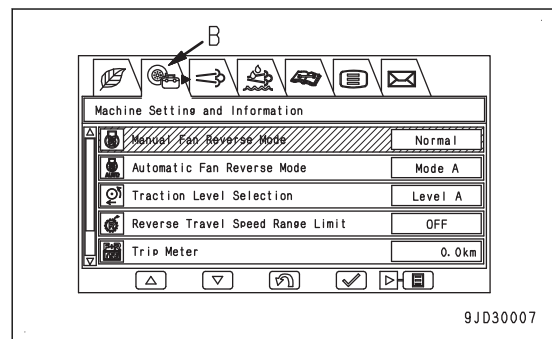 B
Machine Setting and Information
Manual Fan Reverse Mode Normal
AUTO Automatic Fan Reverse Mode Mode A
Traction Level Selection Level A
Reverse Travel Speed Range Limit OFF
Trip Meter 0.0km
9JD30007